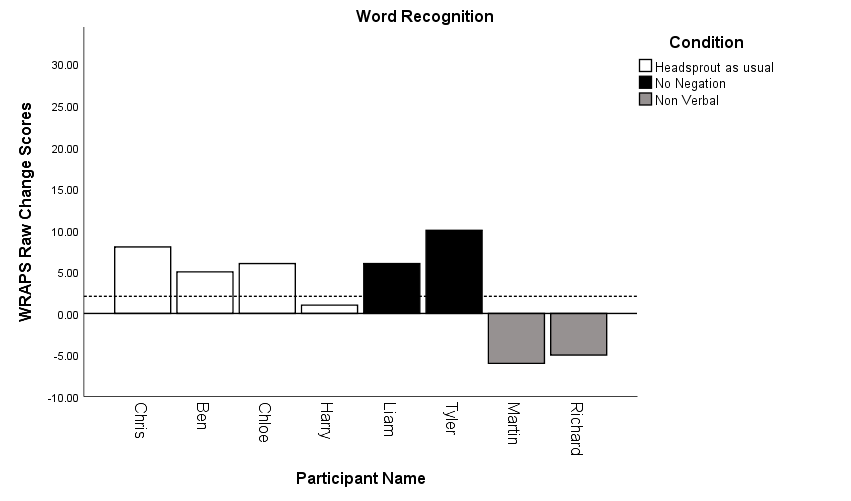 Word Recognition
Condition
Headsprout as usual
No Negation
Non Verbal
WRAPS Raw Change Scores
30.00
25.00
20.00
15.00
10.00
5.00
0.00
-5.00
-10.00
Chris
Ben
Chloe
Harry
Liam
Tyler
Martin
Richard
Participant Name